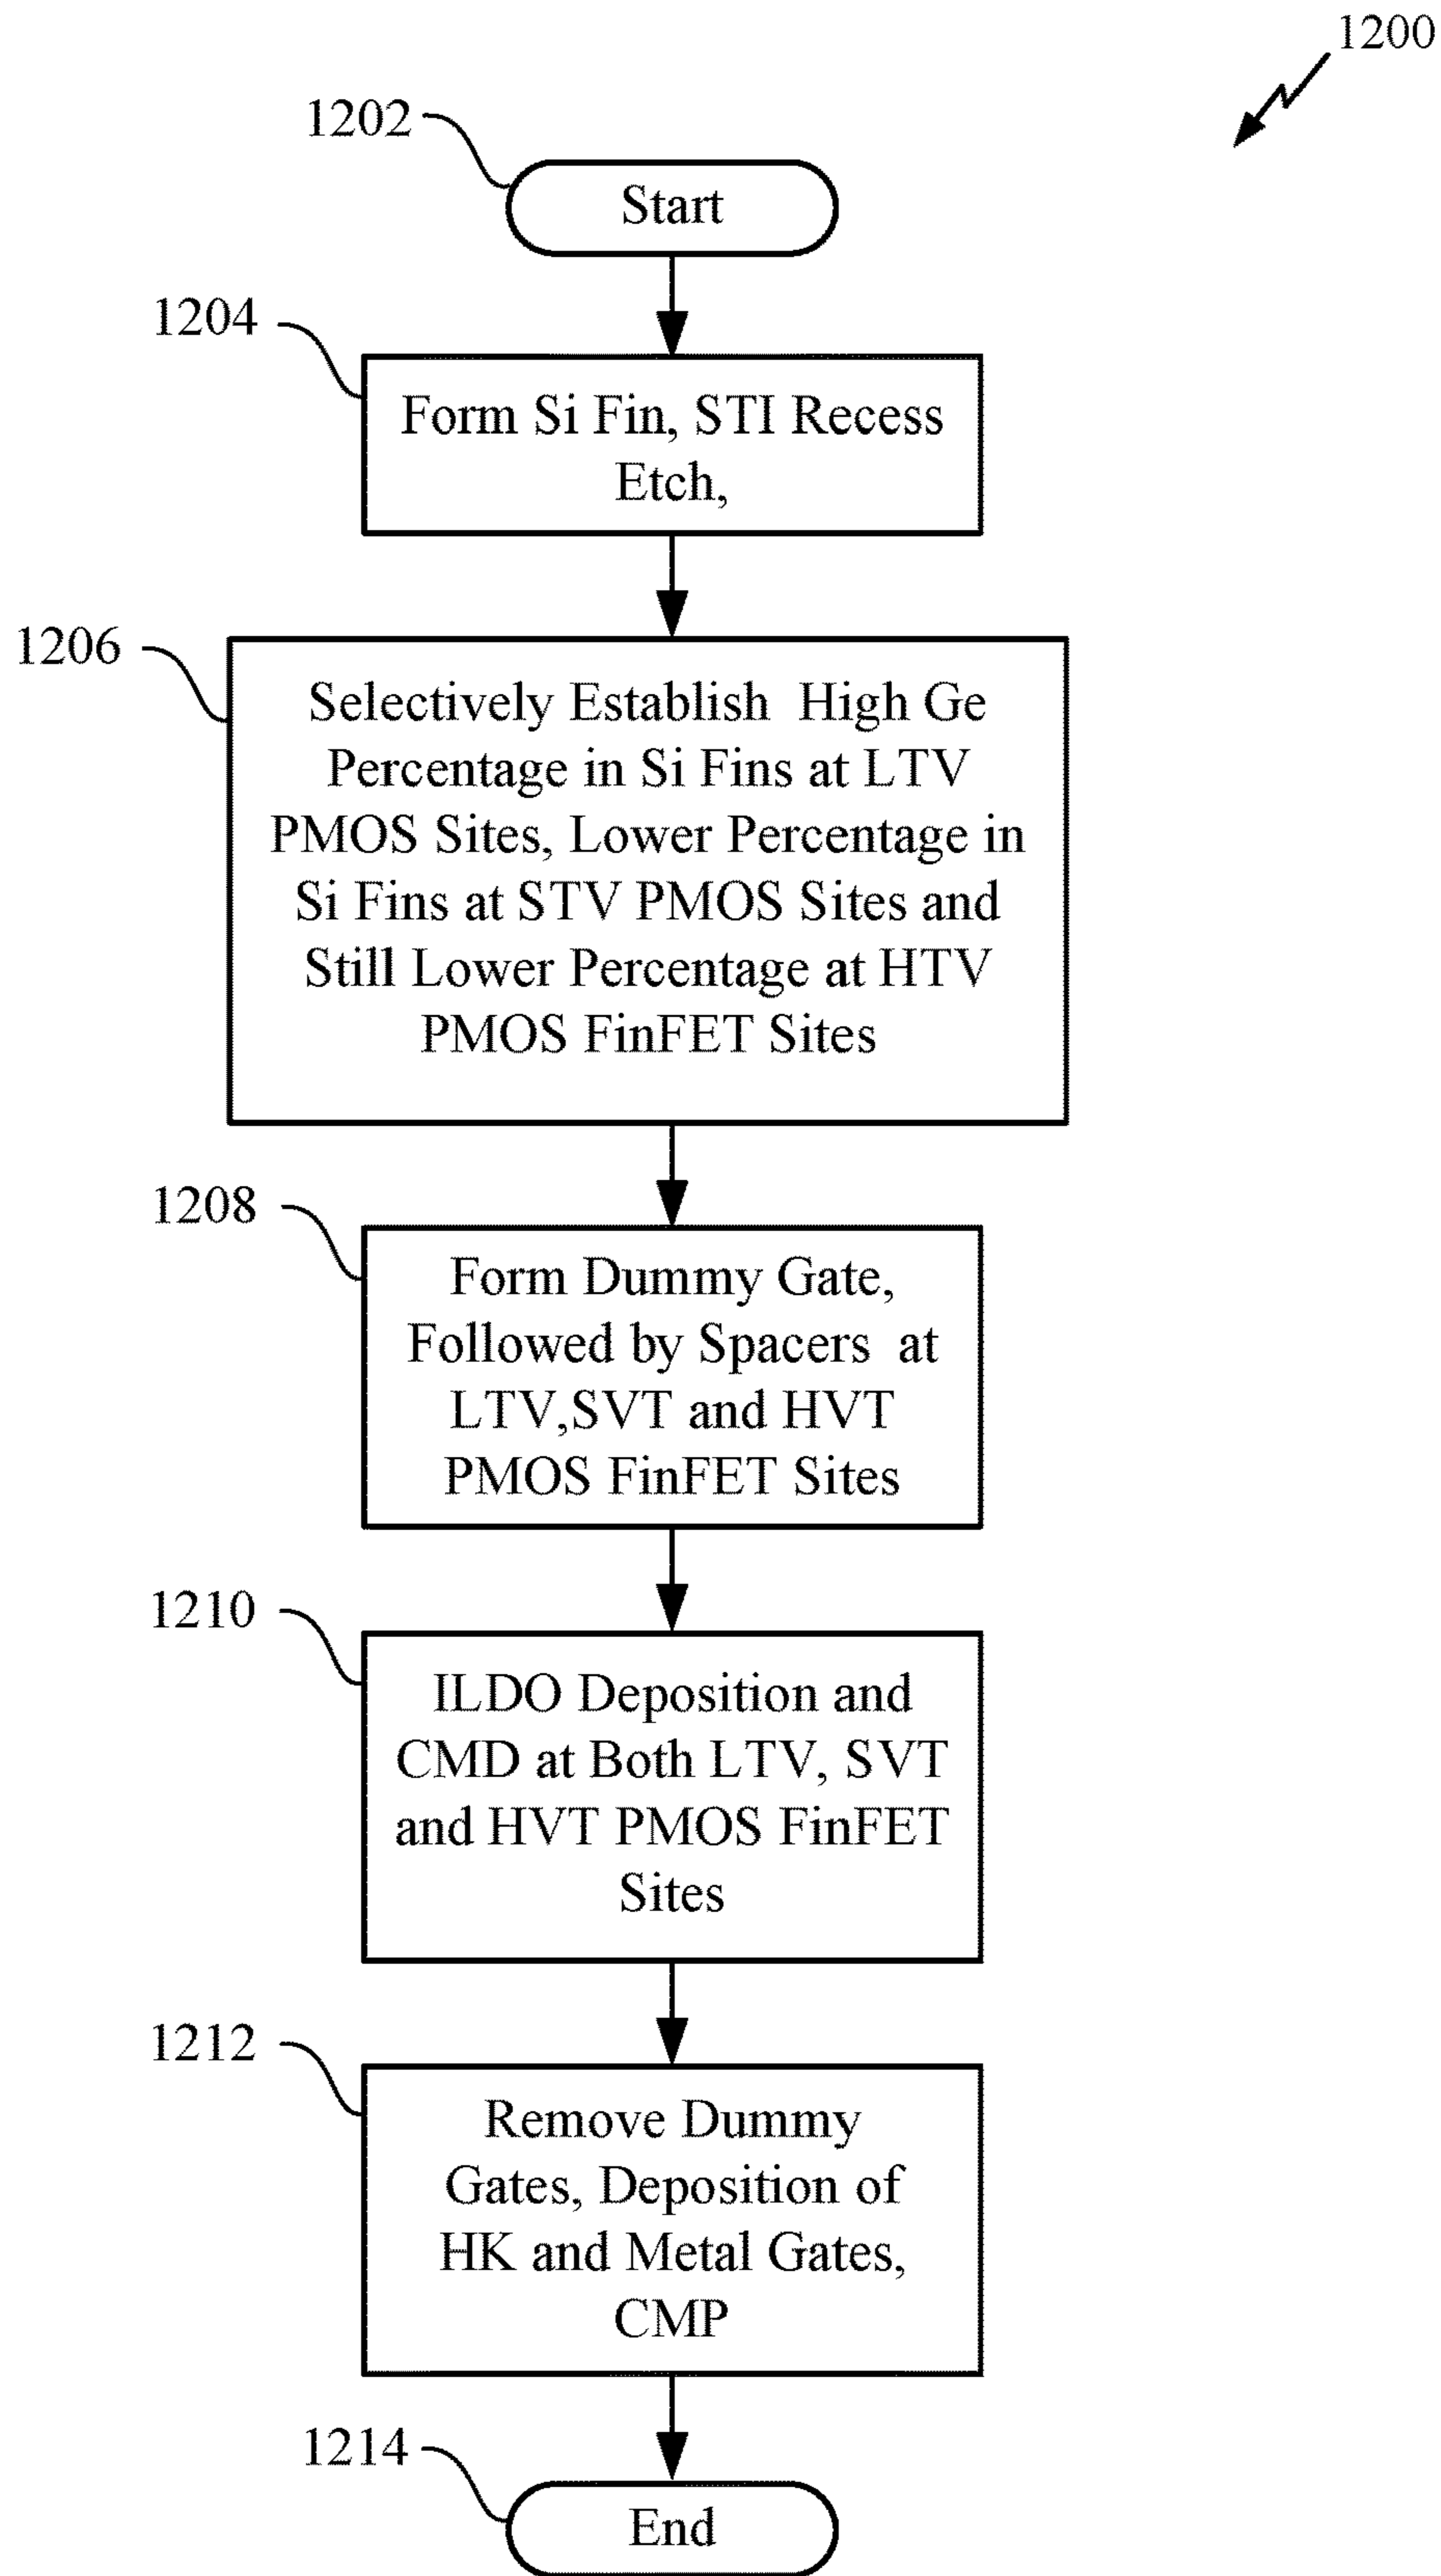 1200
1202
Start
1204
Form Si Fin, STI Recess
Etch,
1206
Selectively Establish High Ge
Percentage in Si Fins at LTV
PMOS Sites, Lower Percentage in
Si Fins at STV PMOS Sites and
Still Lower Percentage at HTV
PMOS FinFET Sites
1208
Form Dummy Gate,
Followed by Spacers at
LTV,SVT and HVT
PMOS FinFET Sites
1210
ILDO Deposition and
CMD at Both LTV, SVT
and HVT PMOS FinFET
Sites
1212
Remove Dummy
Gates, Deposition of
HK and Metal Gates,
CMP
1214
End